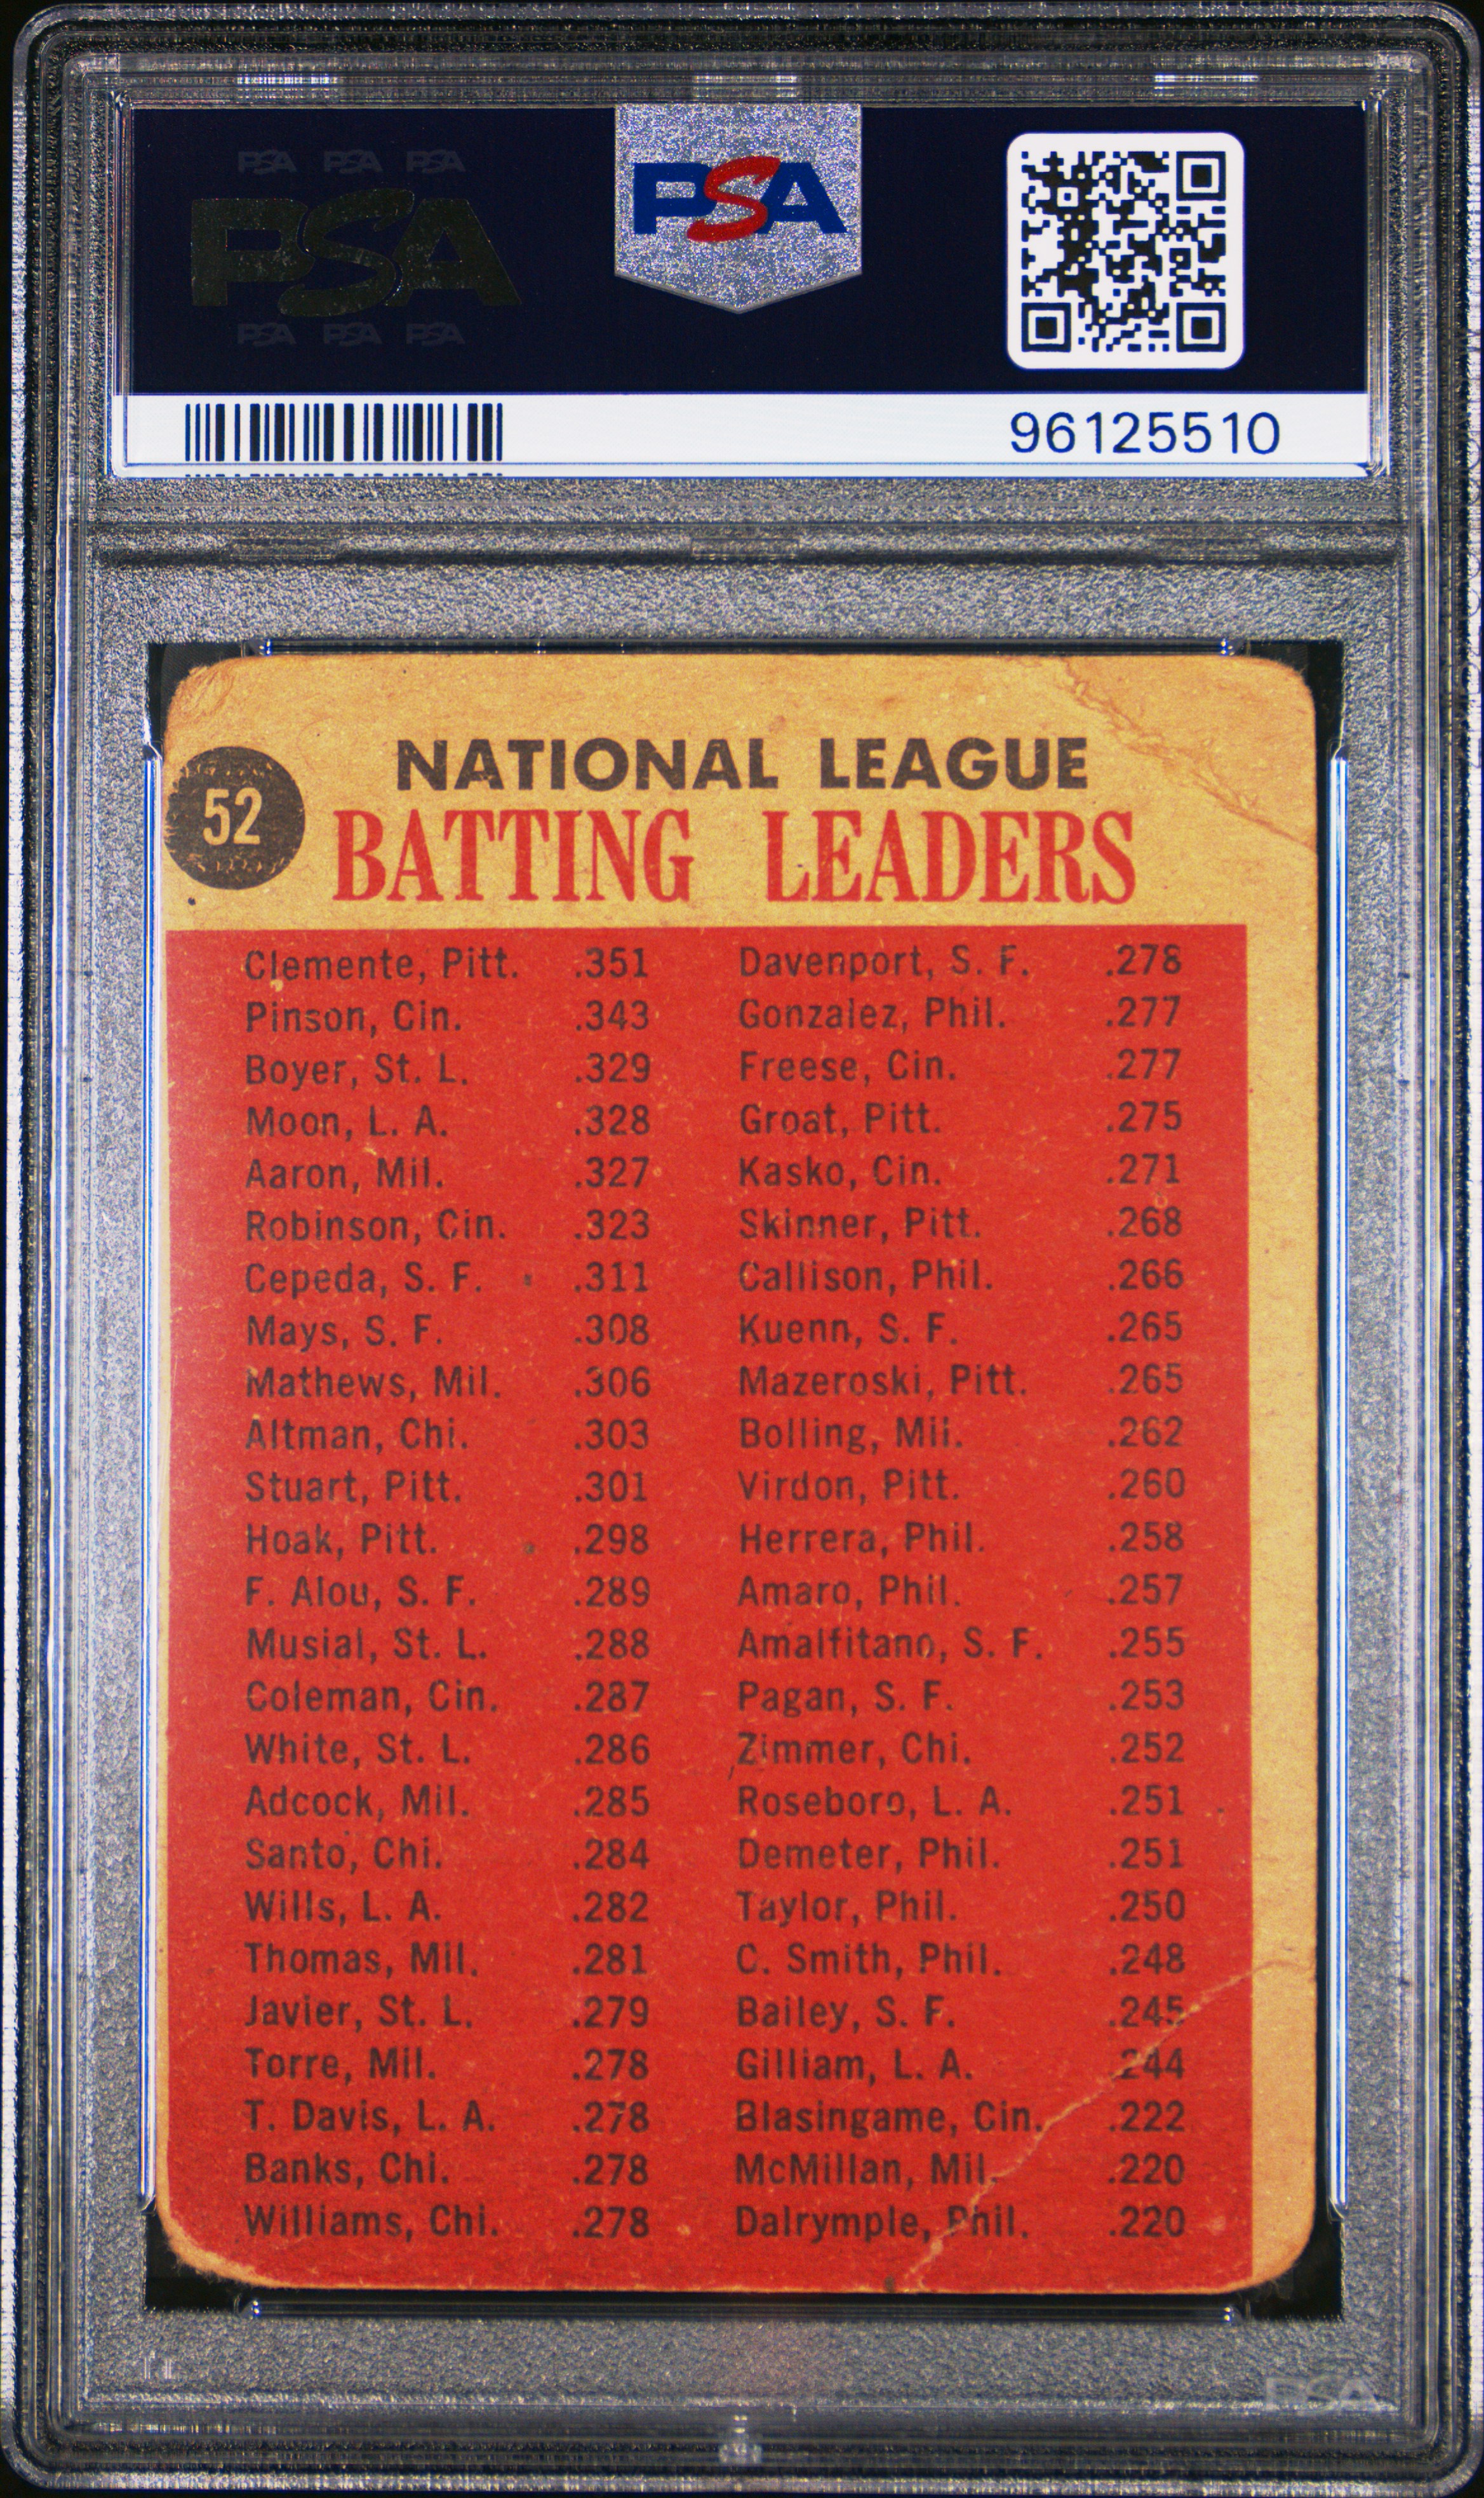 PSA PSA PSA
PSA
PSA PSA PSA
PSA
96125510
52
NATIONAL LEAGUE
BATTING LEADERS
Clemente, Pitt. .351 Davenport, S. F. .278
Pinson, Cin. .343 Gonzalez, Phil. .277
Boyer, St. L. .329 Freese, Cin. .277
Moon, L. A. .328 Groat, Pitt. .275
Aaron, Mil. .327 Kasko, Cin. .271
Robinson, Cin. .323 Skinner, Pitt. .268
Cepeda, S. F. .311 Callison, Phil. .266
Mays, S. F. .308 Kuenn, S. F. .265
Mathews, Mil. .306 Mazeroski, Pitt. .265
Altman, Chi. .303 Bolling, Mil. .262
Stuart, Pitt. .301 Virdon, Pitt. .260
Hoak, Pitt. .298 Herrera, Phil. .258
F. Alou, S. F. .289 Amaro, Phil. .257
Musial, St. L. .288 Amalfitano, S. F. .255
Coleman, Cin. .287 Pagan, S. F. .253
White, St. L. .286 Zimmer, Chi. .252
Adcock, Mil. .285 Roseboro, L. A. .251
Santo, Chi. .284 Demeter, Phil. .251
Wills, L. A. .282 Taylor, Phil. .250
Thomas, Mil. .281 C. Smith, Phil. .248
Javier, St. L. .279 Bailey, S. F. .245
Torre, Mil. .278 Gilliam, L. A. .244
T. Davis, L. A. .278 Blasingame, Cin. .222
Banks, Chi. .278 McMillan, Mil. .220
Williams, Chi. .278 Dalrymple, Phil. .220
PSA